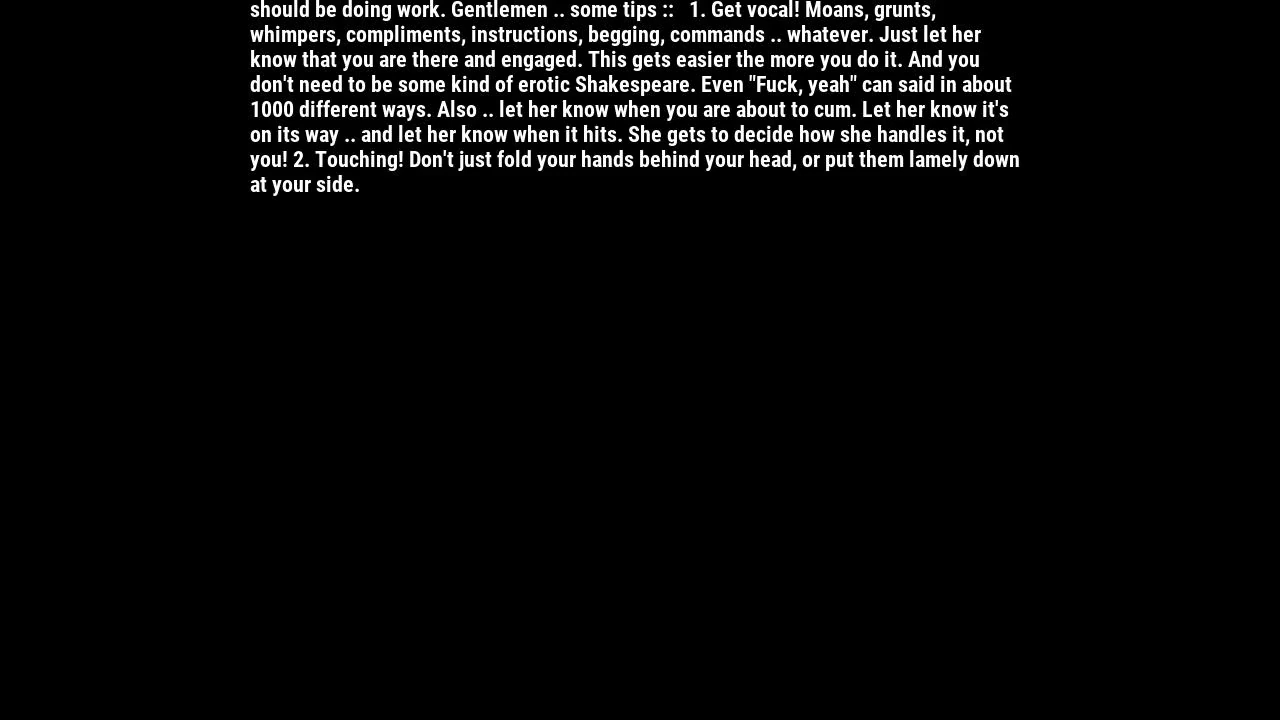 should be doing work. Gentlemen .. some tips ::   1. Get vocal! Moans, grunts,
whimpers, compliments, instructions, begging, commands .. whatever. Just let her
know that you are there and engaged. This gets easier the more you do it. And you
don't need to be some kind of erotic Shakespeare. Even "Fuck, yeah" can said in about
1000 different ways. Also .. let her know when you are about to cum. Let her know it's
on its way .. and let her know when it hits. She gets to decide how she handles it, not
you! 2. Touching! Don't just fold your hands behind your head, or put them lamely down
at your side.